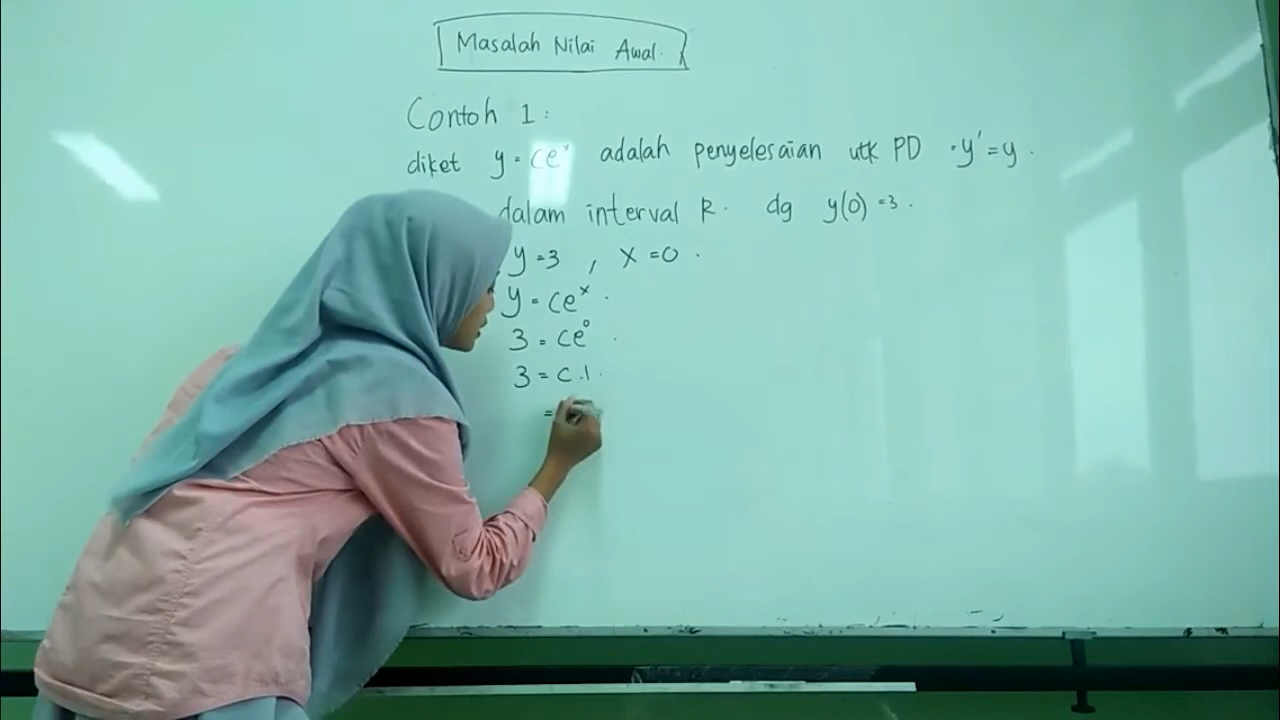 Masalah Nilai Awal.
Contoh 1:
diket y = ce^x adalah penyelesaian utk PD • y' = y.
dalam interval R. dg y(0) = 3.
y = 3 , x = 0.
y = ce^x.
3 = ce^0.
3 = c.1.
=